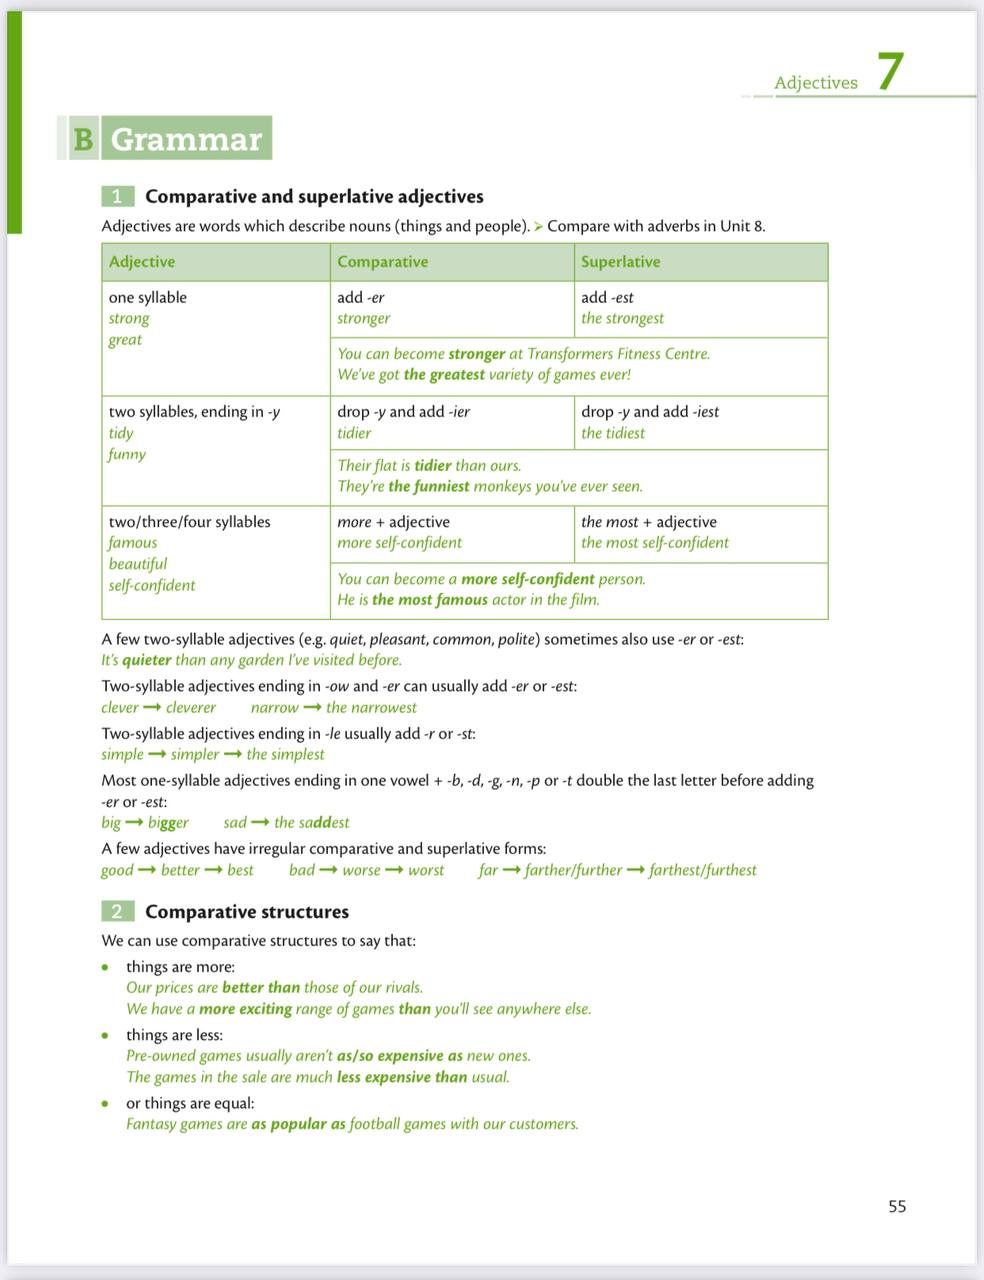 Adjectives 7
B Grammar
1 Comparative and superlative adjectives
Adjectives are words which describe nouns (things and people). ➤ Compare with adverbs in Unit 8.
Adjective Comparative Superlative
one syllable add -er add -est
strong stronger the strongest
great
You can become stronger at Transformers Fitness Centre.
We've got the greatest variety of games ever!
two syllables, ending in -y drop -y and add -ier drop -y and add -iest
tidy tidier the tidiest
funny
Their flat is tidier than ours.
They're the funniest monkeys you've ever seen.
two/three/four syllables more + adjective the most + adjective
famous more self-confident the most self-confident
beautiful
self-confident
You can become a more self-confident person.
He is the most famous actor in the film.
A few two-syllable adjectives (e.g. quiet, pleasant, common, polite) sometimes also use -er or -est:
It's quieter than any garden I've visited before.
Two-syllable adjectives ending in -ow and -er can usually add -er or -est:
clever → cleverer narrow → the narrowest
Two-syllable adjectives ending in -le usually add -r or -st:
simple → simpler → the simplest
Most one-syllable adjectives ending in one vowel + -b, -d, -g, -n, -p or -t double the last letter before adding
-er or -est:
big → bigger sad → the saddest
A few adjectives have irregular comparative and superlative forms:
good → better → best bad → worse → worst far → farther/further → farthest/furthest
2 Comparative structures
We can use comparative structures to say that:
• things are more:
Our prices are better than those of our rivals.
We have a more exciting range of games than you'll see anywhere else.
• things are less:
Pre-owned games usually aren't as/so expensive as new ones.
The games in the sale are much less expensive than usual.
• or things are equal:
Fantasy games are as popular as football games with our customers.
55